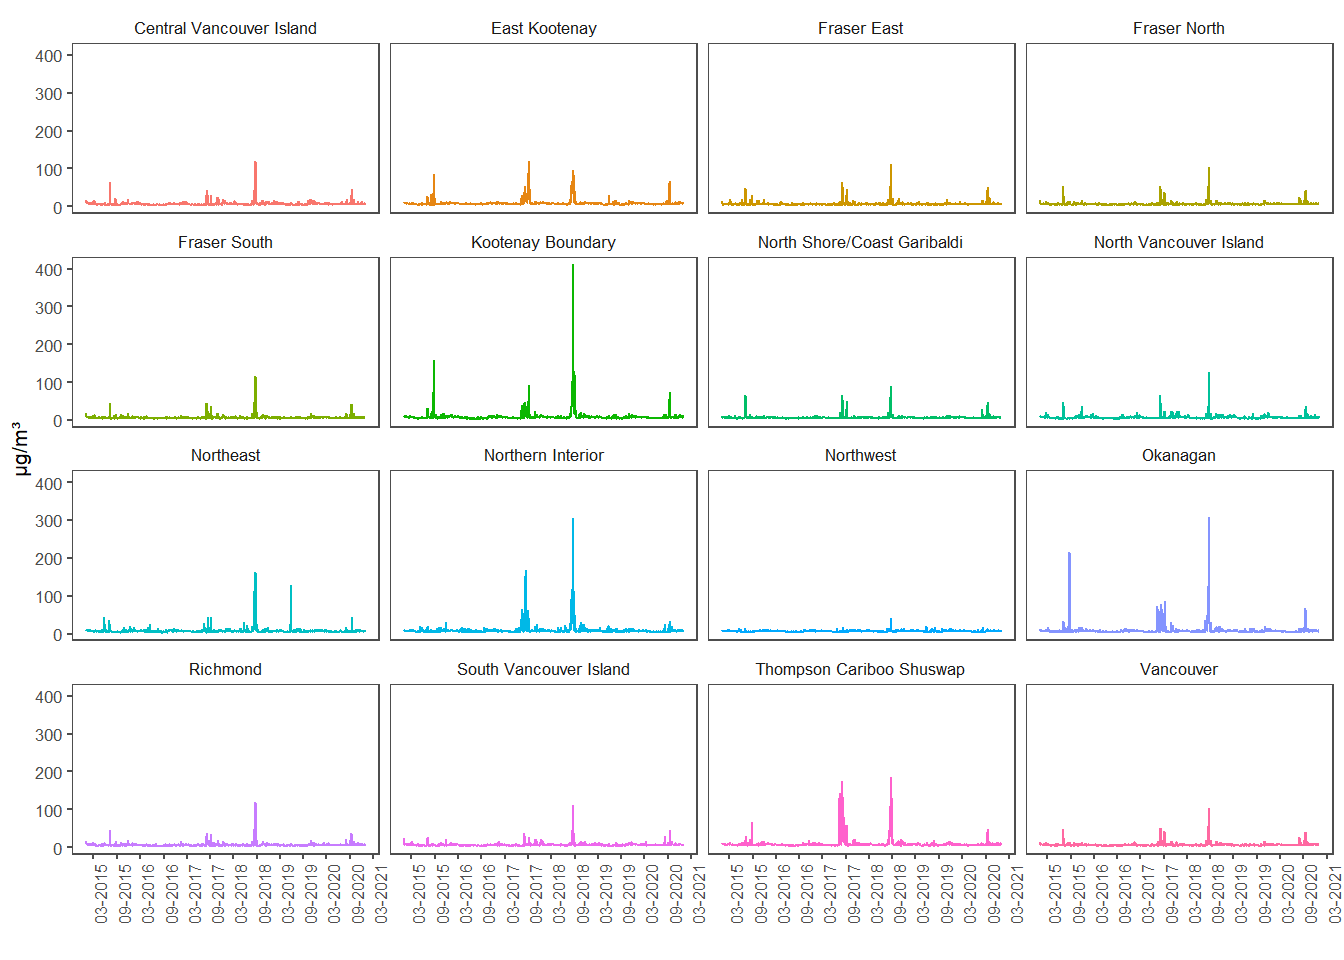 Central Vancouver Island East Kootenay Fraser East Fraser North
400
300
200
100
0
Fraser South Kootenay Boundary North Shore/Coast Garibaldi North Vancouver Island
400
300
200
100
0
µg/m³
Northeast Northern Interior Northwest Okanagan
400
300
200
100
0
Richmond South Vancouver Island Thompson Cariboo Shuswap Vancouver
400
300
200
100
0
03-2015 09-2015 03-2016 09-2016 03-2017 09-2017 03-2018 09-2018 03-2019 09-2019 03-2020 09-2020 03-2021
03-2015 09-2015 03-2016 09-2016 03-2017 09-2017 03-2018 09-2018 03-2019 09-2019 03-2020 09-2020 03-2021
03-2015 09-2015 03-2016 09-2016 03-2017 09-2017 03-2018 09-2018 03-2019 09-2019 03-2020 09-2020 03-2021
03-2015 09-2015 03-2016 09-2016 03-2017 09-2017 03-2018 09-2018 03-2019 09-2019 03-2020 09-2020 03-2021